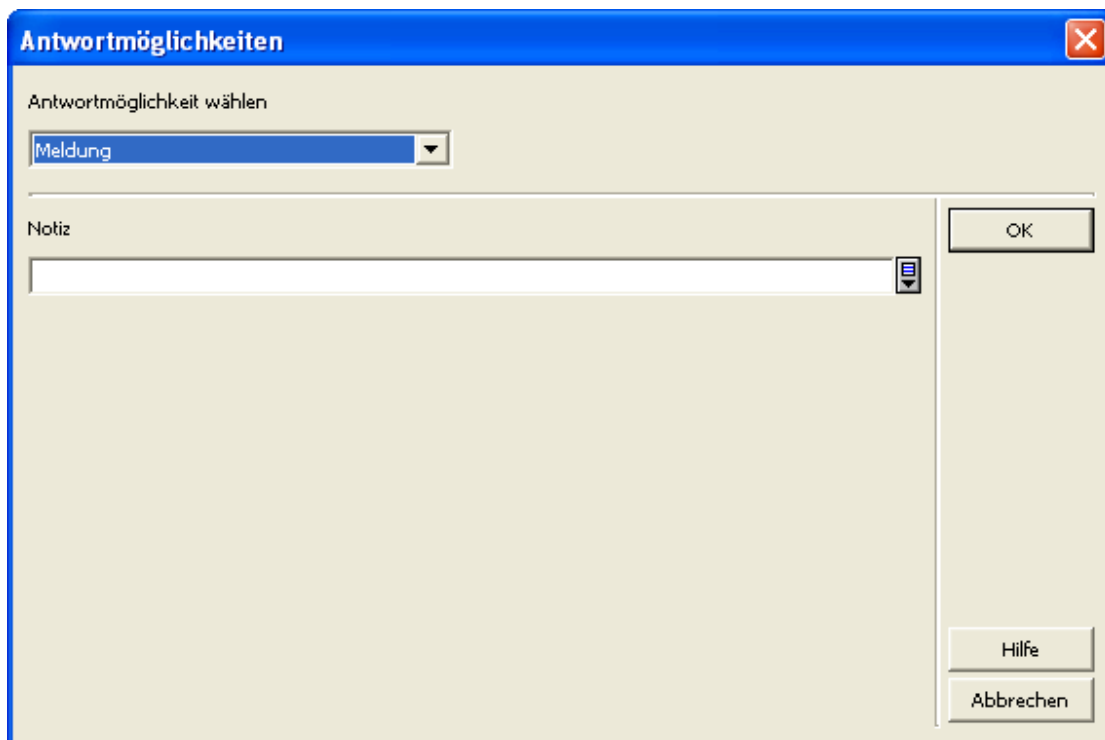 Antwortmöglichkeiten
Antwortmöglichkeit wählen
Meldung
Notiz
OK
Hilfe
Abbrechen